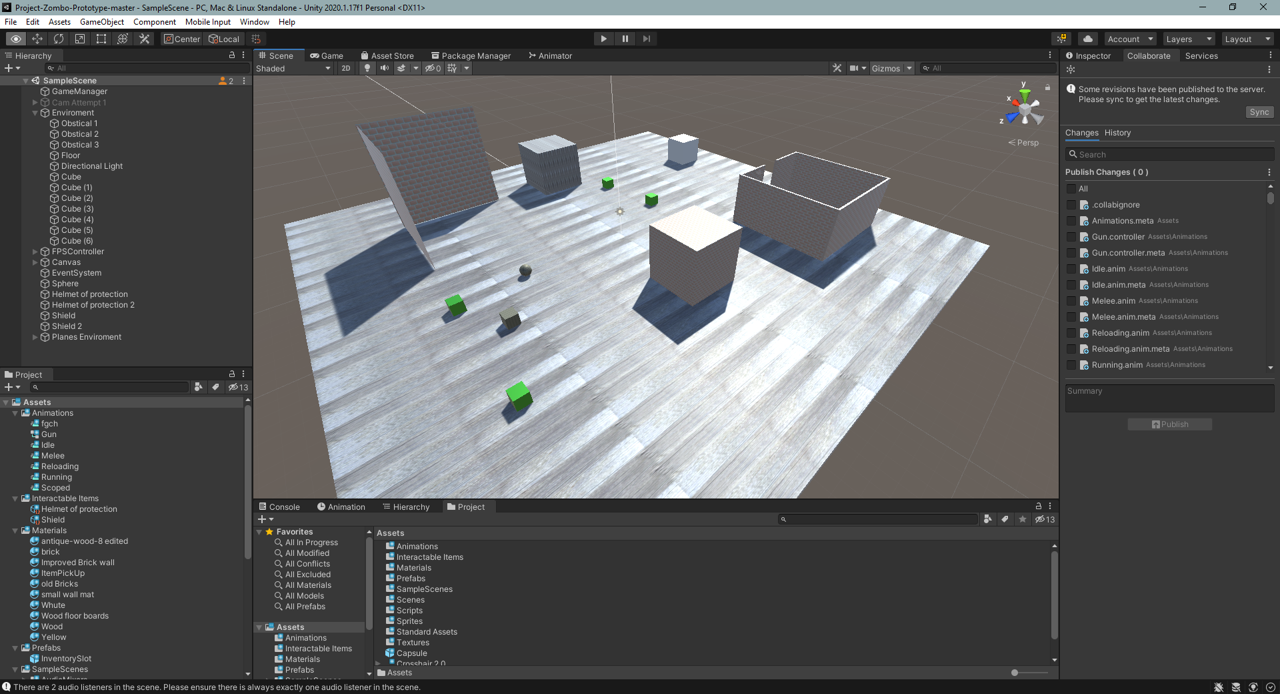 Project-Zombo-Prototype-master - SampleScene - PC, Mac & Linux Standalone - Unity 2020.1.17f1 Personal <DX11>
File Edit Assets GameObject Component Mobile Input Window Help
Center Local Account Layers Layout
Hierarchy
All
SampleScene 2
GameManager
Cam Attempt 1
Enviroment
Obstical 1
Obstical 2
Obstical 3
Floor
Directional Light
Cube
Cube (1)
Cube (2)
Cube (3)
Cube (4)
Cube (5)
Cube (6)
FPSController
Canvas
EventSystem
Sphere
Helmet of protection
Helmet of protection 2
Shield
Shield 2
Planes Enviroment
Project
13
Assets
Animations
fgch
Gun
Idle
Melee
Reloading
Running
Scoped
Interactable Items
Helmet of protection
Shield
Materials
antique-wood-8 edited
brick
Improved Brick wall
ItemPickUp
old Bricks
small wall mat
Whute
Wood floor boards
Wood
Yellow
Prefabs
InventorySlot
SampleScenes
Scene Game Asset Store Package Manager Animator
Shaded 2D 0 Gizmos All
y
x
z
Persp
Console Animation Hierarchy Project
13
Favorites
All In Progress
All Modified
All Conflicts
All Excluded
All Materials
All Models
All Prefabs
Assets
Animations
Interactable Items
Materials
Prefabs
Assets
Animations
Interactable Items
Materials
Prefabs
SampleScenes
Scenes
Scripts
Sprites
Standard Assets
Textures
Capsule
Crosshair 2.0
Assets
Inspector Collaborate Services
Some revisions have been published to the server.
Please sync to get the latest changes.
Sync
Changes History
Search
Publish Changes ( 0 )
All
.collabignore
Animations.meta Assets
Gun.controller Assets\Animations
Gun.controller.meta Assets\Animations
Idle.anim Assets\Animations
Idle.anim.meta Assets\Animations
Melee.anim Assets\Animations
Melee.anim.meta Assets\Animations
Reloading.anim Assets\Animations
Reloading.anim.meta Assets\Animations
Running.anim Assets\Animations
Summary
Publish
There are 2 audio listeners in the scene. Please ensure there is always exactly one audio listener in the scene.